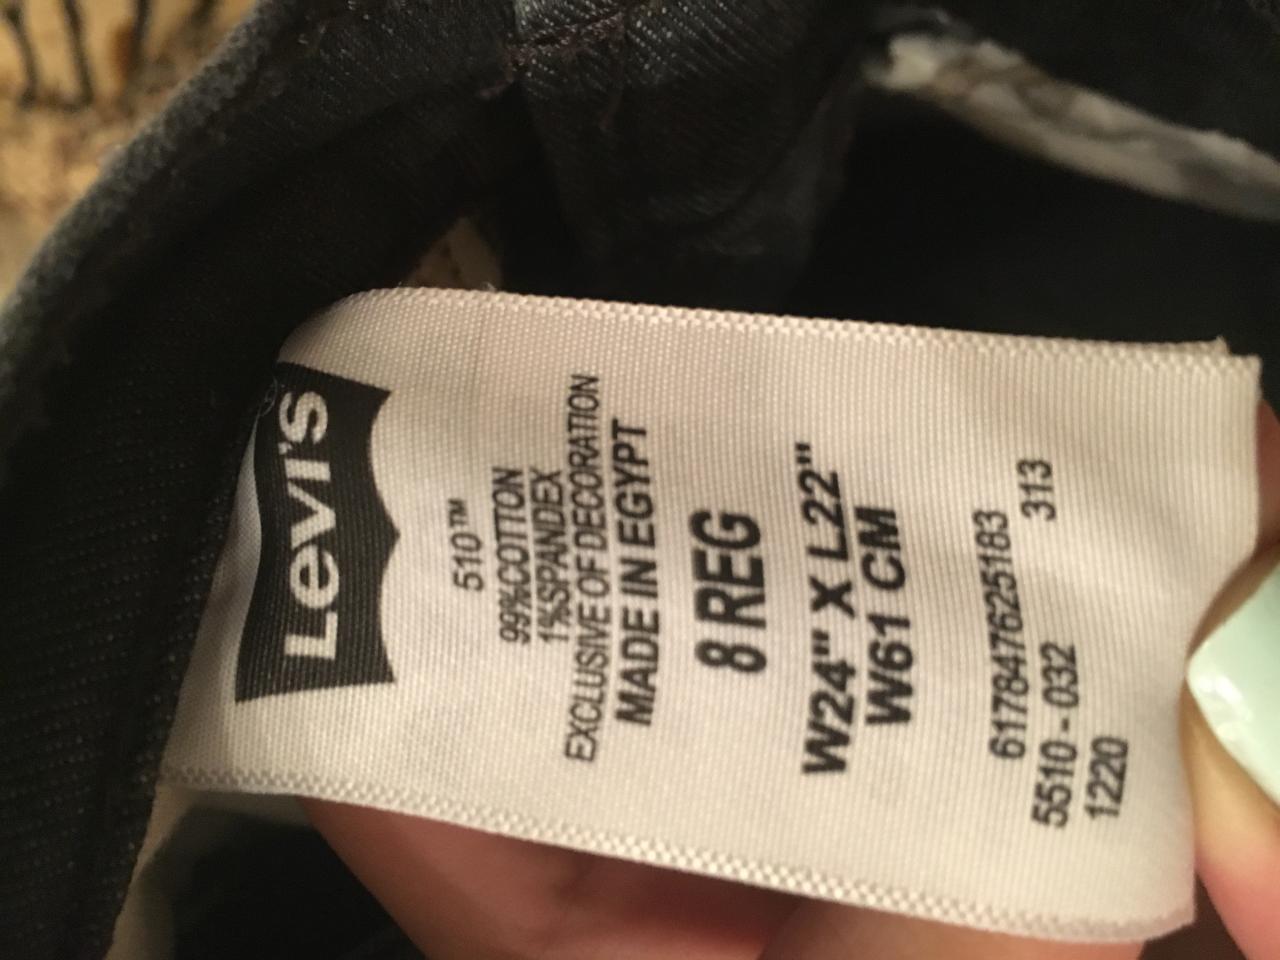 Levi's
510™
99%COTTON
1%SPANDEX
EXCLUSIVE OF DECORATION
MADE IN EGYPT
8 REG
W24" X L22"
W61 CM
617847625183
5510 - 032 313
1220